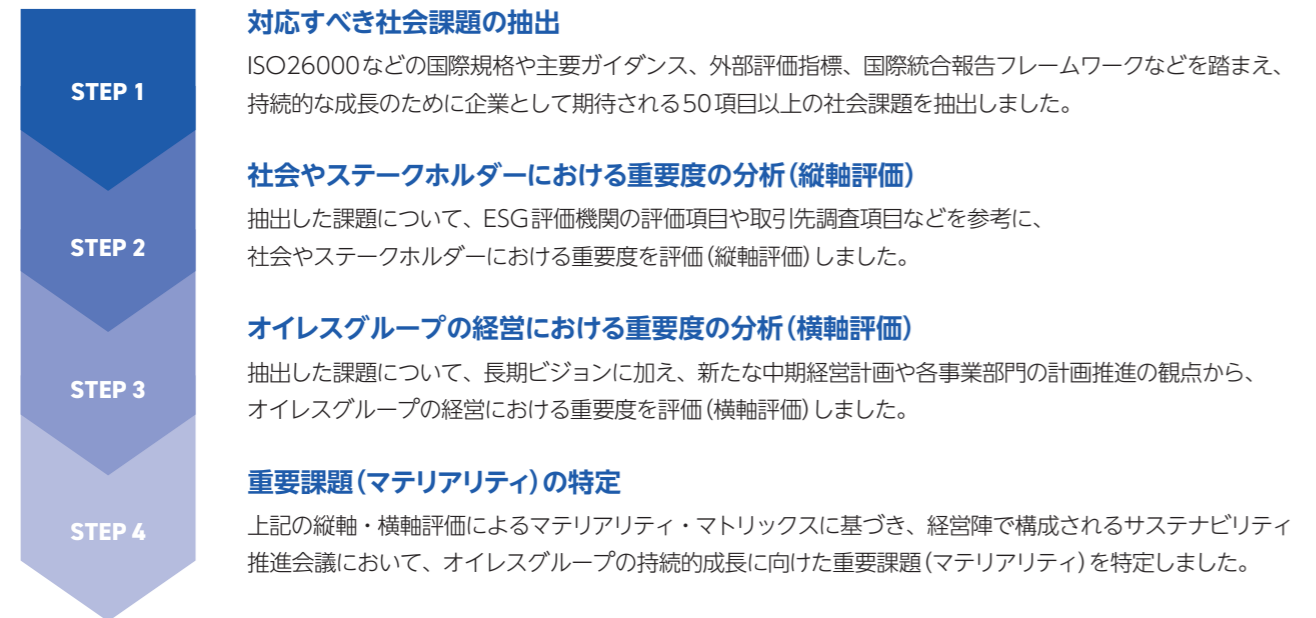 STEP 1
対応すべき社会課題の抽出
ISO26000などの国際規格や主要ガイダンス、外部評価指標、国際統合報告フレームワークなどを踏まえ、
持続的な成長のために企業として期待される50項目以上の社会課題を抽出しました。
STEP 2
社会やステークホルダーにおける重要度の分析(縦軸評価)
抽出した課題について、ESG評価機関の評価項目や取引先調査項目などを参考に、
社会やステークホルダーにおける重要度を評価(縦軸評価)しました。
STEP 3
オイレスグループの経営における重要度の分析(横軸評価)
抽出した課題について、長期ビジョンに加え、新たな中期経営計画や各事業部門の計画推進の観点から、
オイレスグループの経営における重要度を評価(横軸評価)しました。
STEP 4
重要課題(マテリアリティ)の特定
上記の縦軸・横軸評価によるマテリアリティ・マトリックスに基づき、経営陣で構成されるサステナビリティ
推進会議において、オイレスグループの持続的成長に向けた重要課題(マテリアリティ)を特定しました。